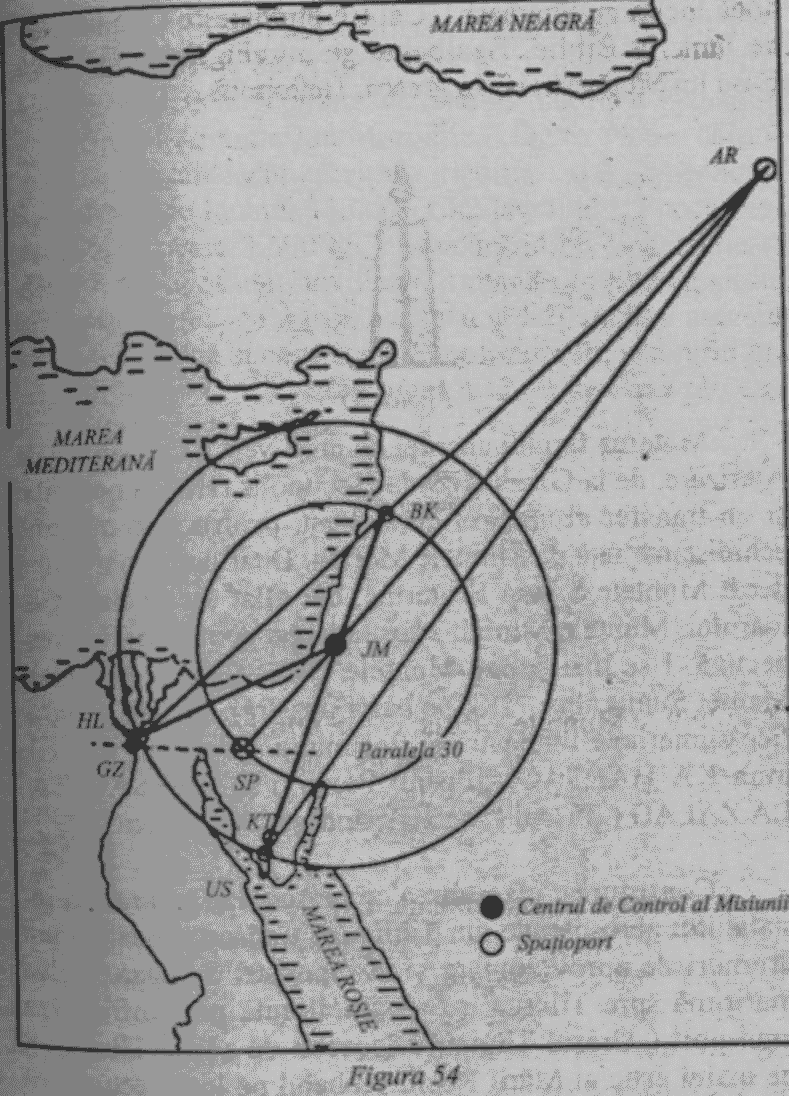 MAREA NEAGRĂ
AR
MAREA
MEDITERANĂ
BK
JM
HL
GZ
SP
Paralela 30
KT
US
MAREA ROȘIE
Centrul de Control al Misiunii
Spațioport
Figura 54